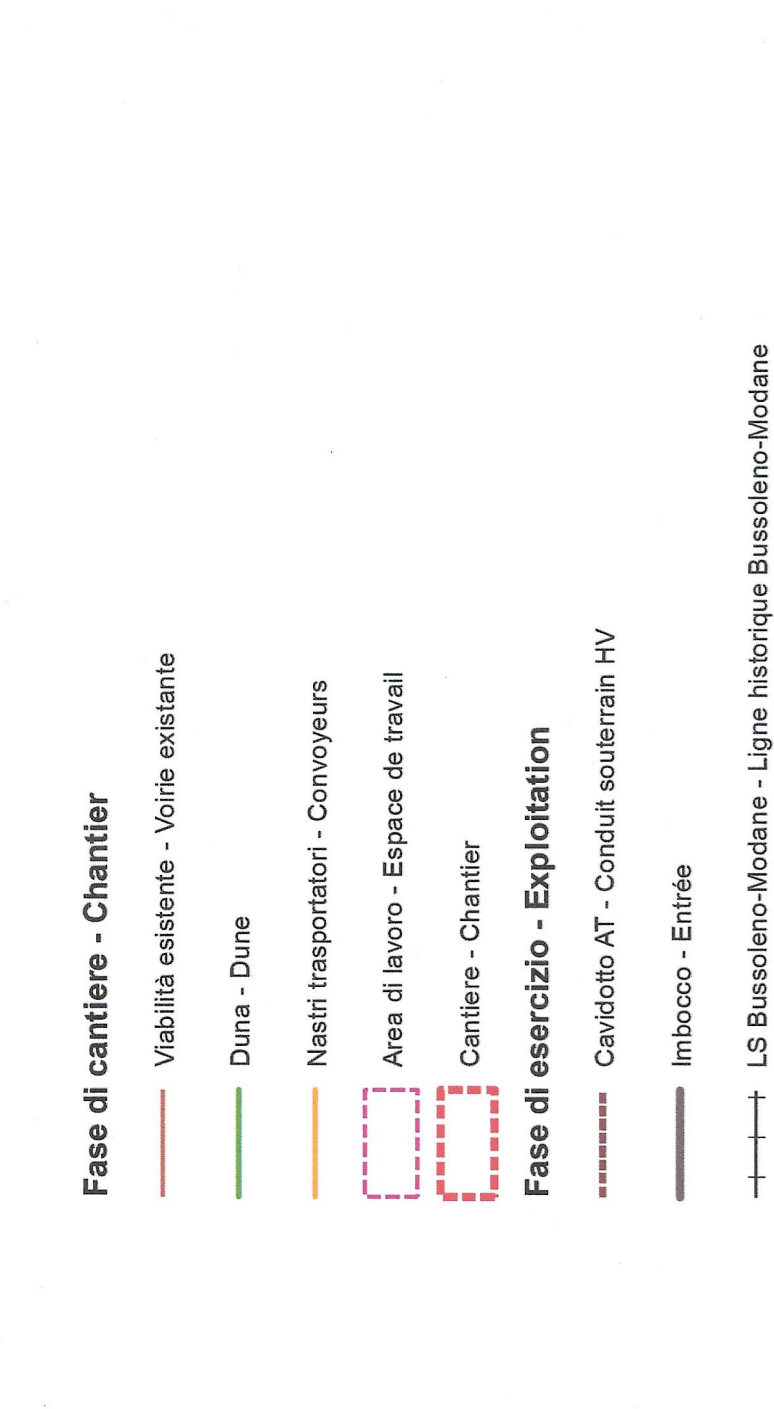 Fase di cantiere - Chantier
Viabilità esistente - Voirie existante
Duna - Dune
Nastri trasportatori - Convoyeurs
Area di lavoro - Espace de travail
Cantiere - Chantier
Fase di esercizio - Exploitation
Cavidotto AT - Conduit souterrain HV
Imbocco - Entrée
LS Bussoleno-Modane - Ligne historique Bussoleno-Modane